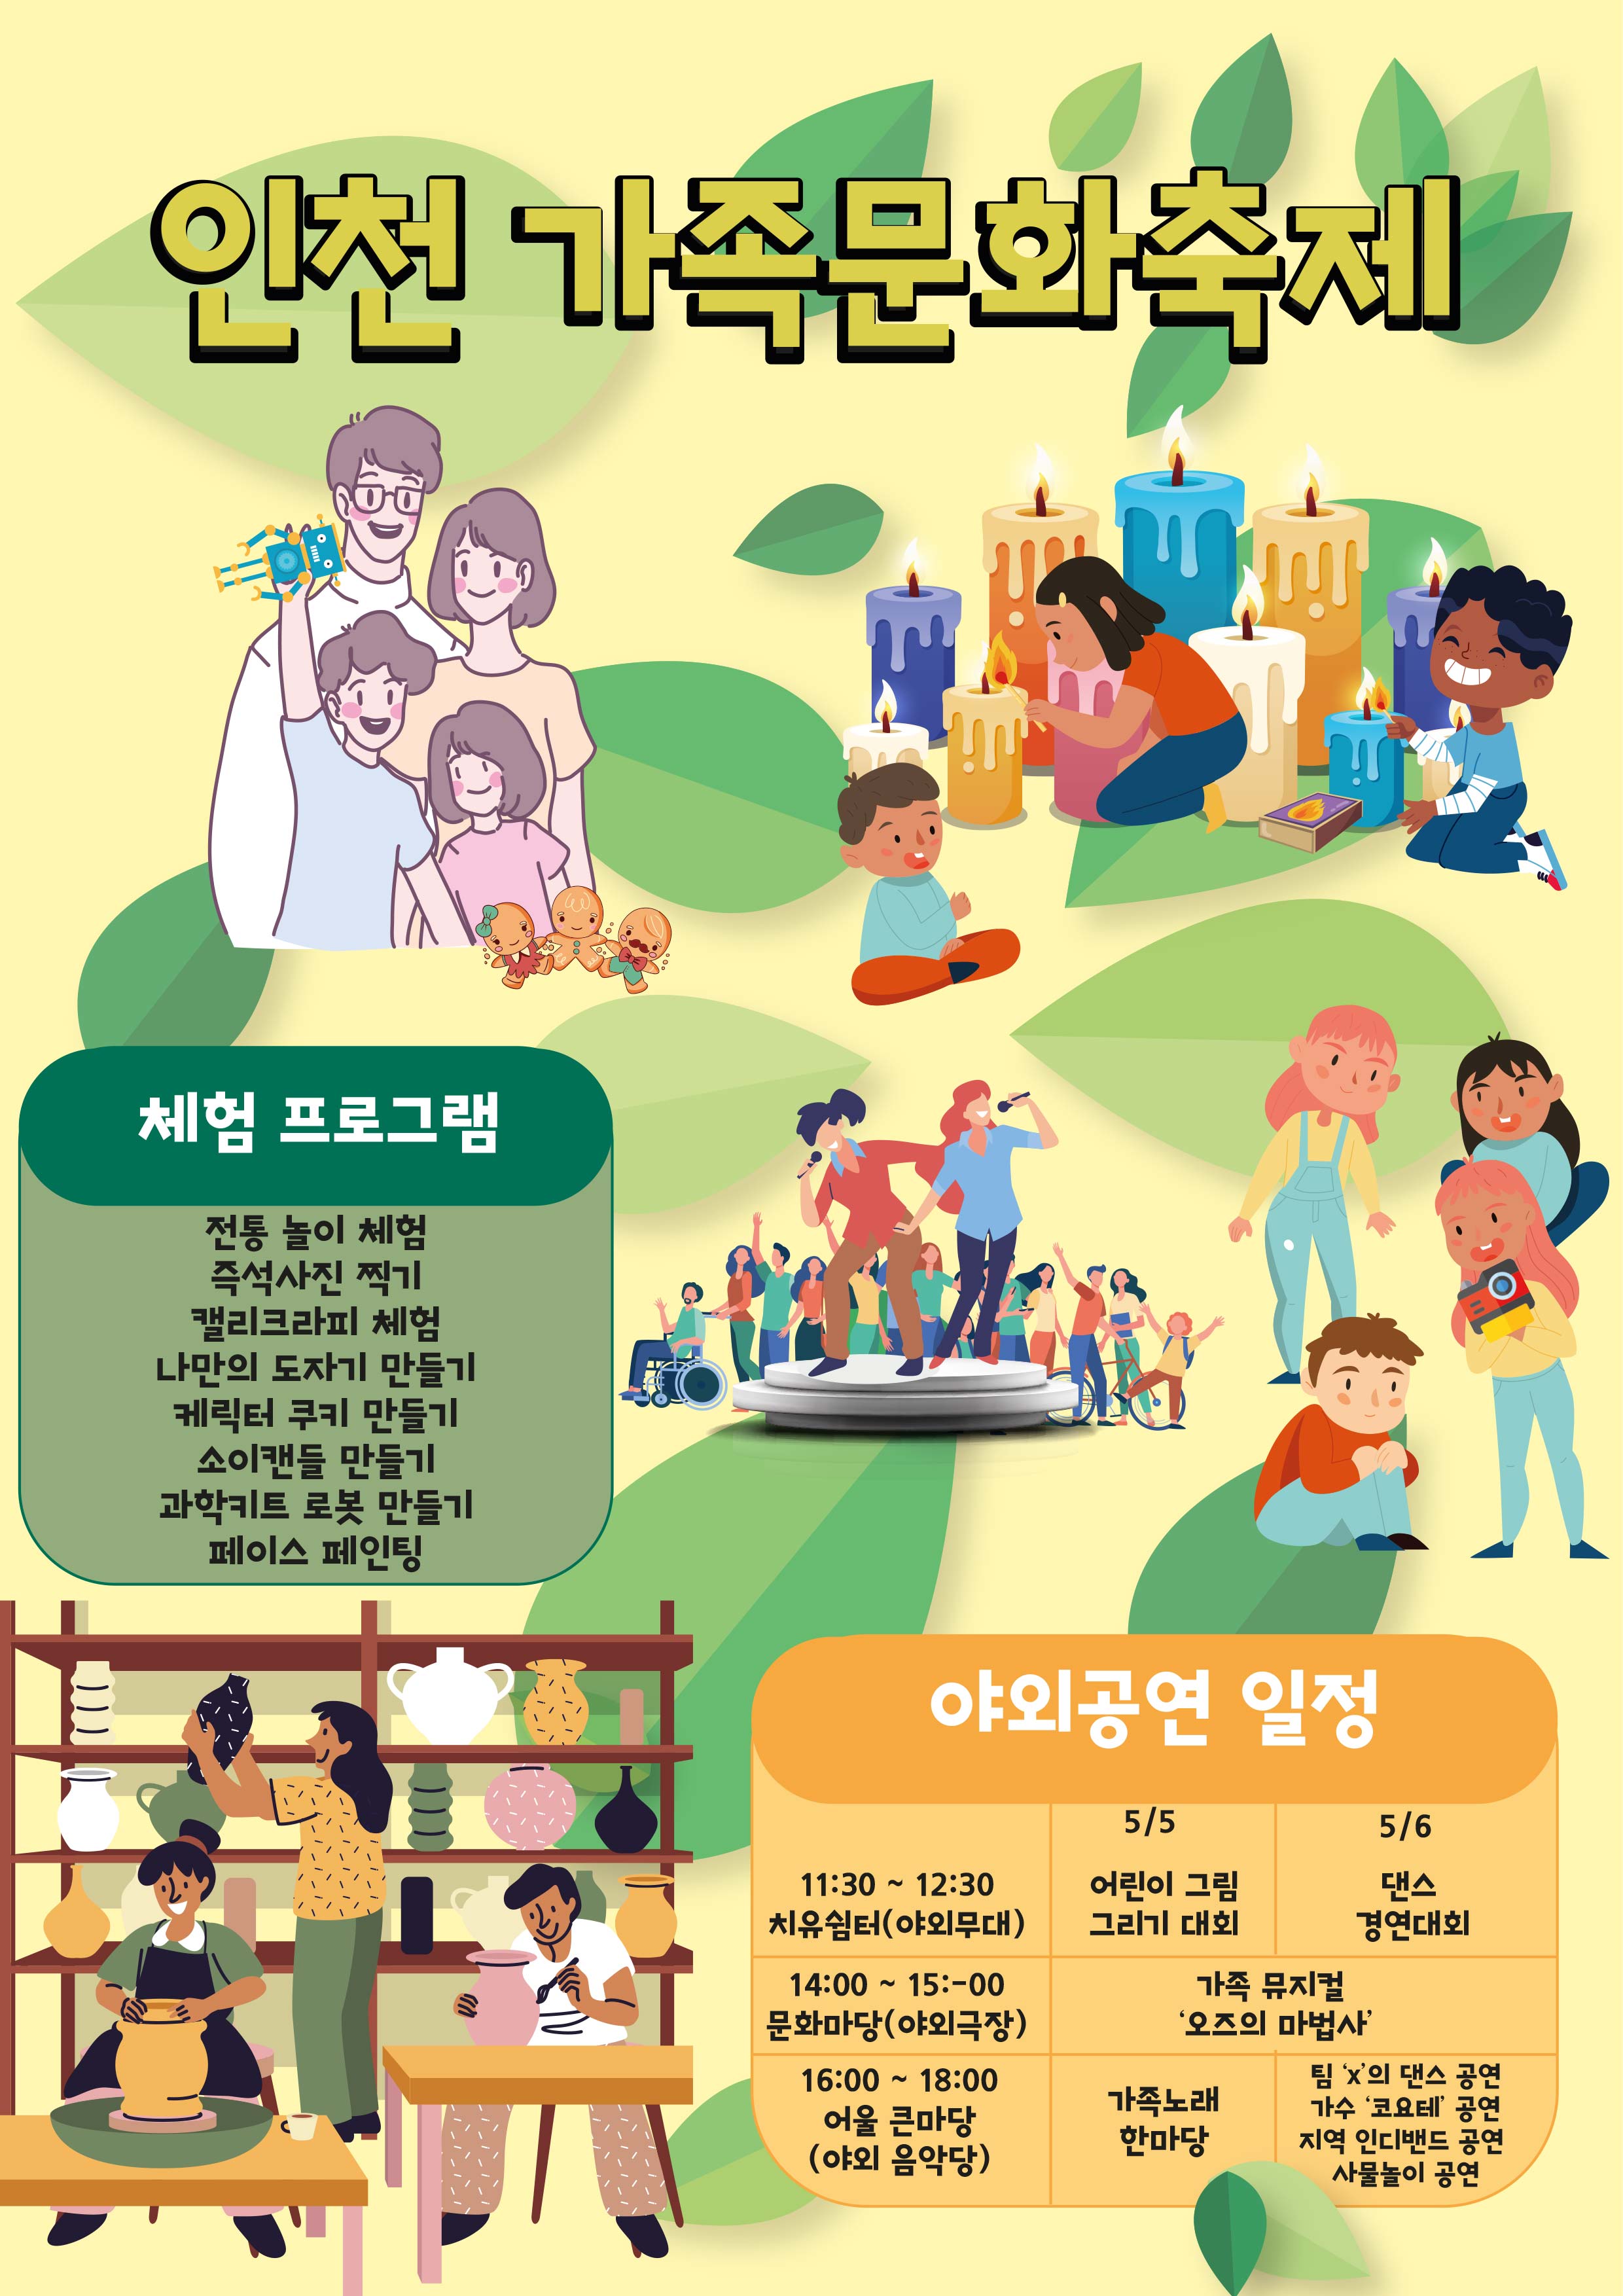 인천 가족문화축제
체험 프로그램
전통 놀이 체험
즉석사진 찍기
캘리크라피 체험
나만의 도자기 만들기
케릭터 쿠키 만들기
소이캔들 만들기
과학키트 로봇 만들기
페이스 페인팅
야외공연 일정
5/5
5/6
11:30 ~ 12:30
치유쉼터(야외무대)
어린이 그림
그리기 대회
댄스
경연대회
14:00 ~ 15:-00
문화마당(야외극장)
가족 뮤지컬
‘오즈의 마법사’
16:00 ~ 18:00
어울 큰마당
(야외 음악당)
가족노래
한마당
팀 ‘x’의 댄스 공연
가수 ‘코요테’ 공연
지역 인디밴드 공연
사물놀이 공연